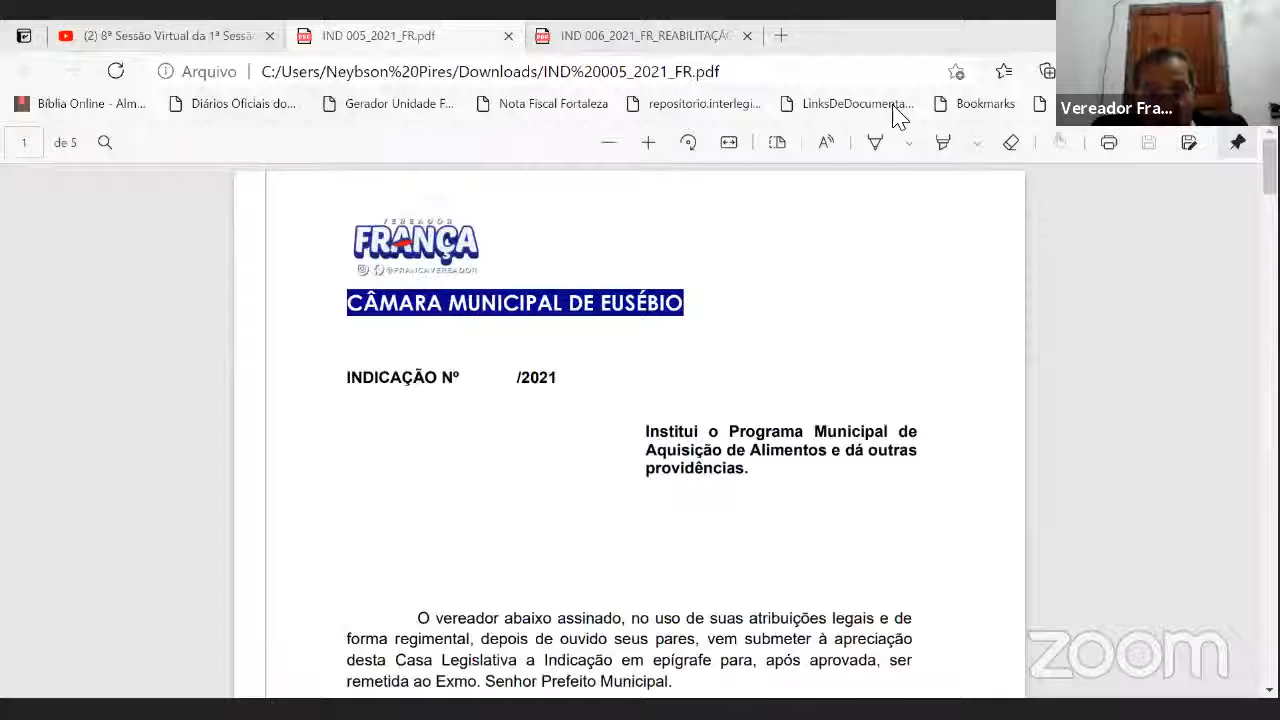 (2) 8ª Sessão Virtual da 1ª Sessã
IND 005_2021_FR.pdf
IND 006_2021_FR_REABILITAÇÃ
Arquivo
C:/Users/Neybson%20Pires/Downloads/IND%20005_2021_FR.pdf
Bíblia Online - Alm...
Diários Oficiais do...
Gerador Unidade F...
Nota Fiscal Fortaleza
repositorio.interlegi...
LinksDeDocumenta...
Bookmarks
Vereador Fra...
1
de 5
VEREADOR
FRANÇA
@FRANCAVEREADOR
CÂMARA MUNICIPAL DE EUSÉBIO
INDICAÇÃO Nº /2021
Institui o Programa Municipal de
Aquisição de Alimentos e dá outras
providências.
O vereador abaixo assinado, no uso de suas atribuições legais e de
forma regimental, depois de ouvido seus pares, vem submeter à apreciação
desta Casa Legislativa a Indicação em epígrafe para, após aprovada, ser
remetida ao Exmo. Senhor Prefeito Municipal.
zoom